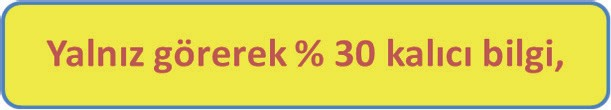 Yalnız görerek % 30 kalıcı bilgi,